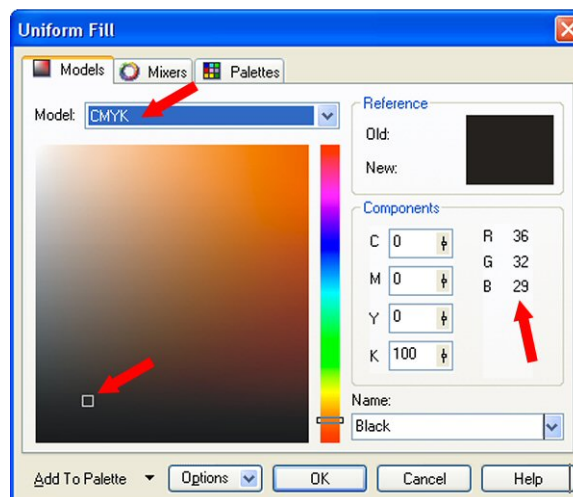 Uniform Fill
Models Mixers Palettes
Model: CMYK
Reference
Old:
New:
Components
C 0 R 36
M 0 G 32
Y 0 B 29
K 100
Name:
Black
Add To Palette Options OK Cancel Help